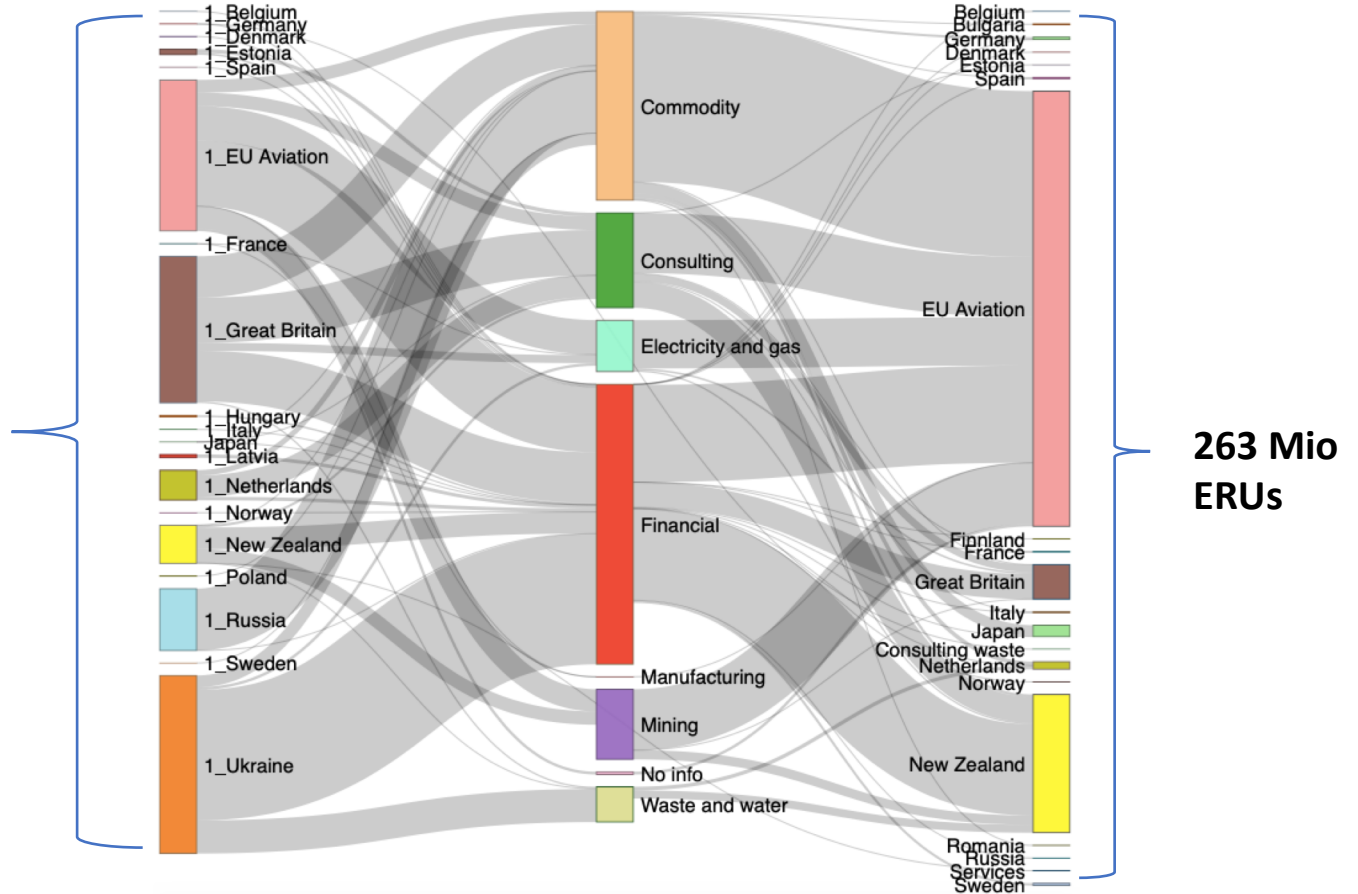 1_Belgium
1_Germany
1_Denmark
1_Estonia
1_Spain
1_EU Aviation
1_France
1_Great Britain
1_Hungary
1_Italy
Japan
1_Latvia
1_Netherlands
1_Norway
1_New Zealand
1_Poland
1_Russia
1_Sweden
1_Ukraine
Commodity
Consulting
Electricity and gas
Financial
Manufacturing
Mining
No info
Waste and water
Belgium
Bulgaria
Germany
Denmark
Estonia
Spain
EU Aviation
Finnland
France
Great Britain
Italy
Japan
Consulting waste
Netherlands
Norway
New Zealand
Romania
Russia
Services
Sweden
263 Mio
ERUs